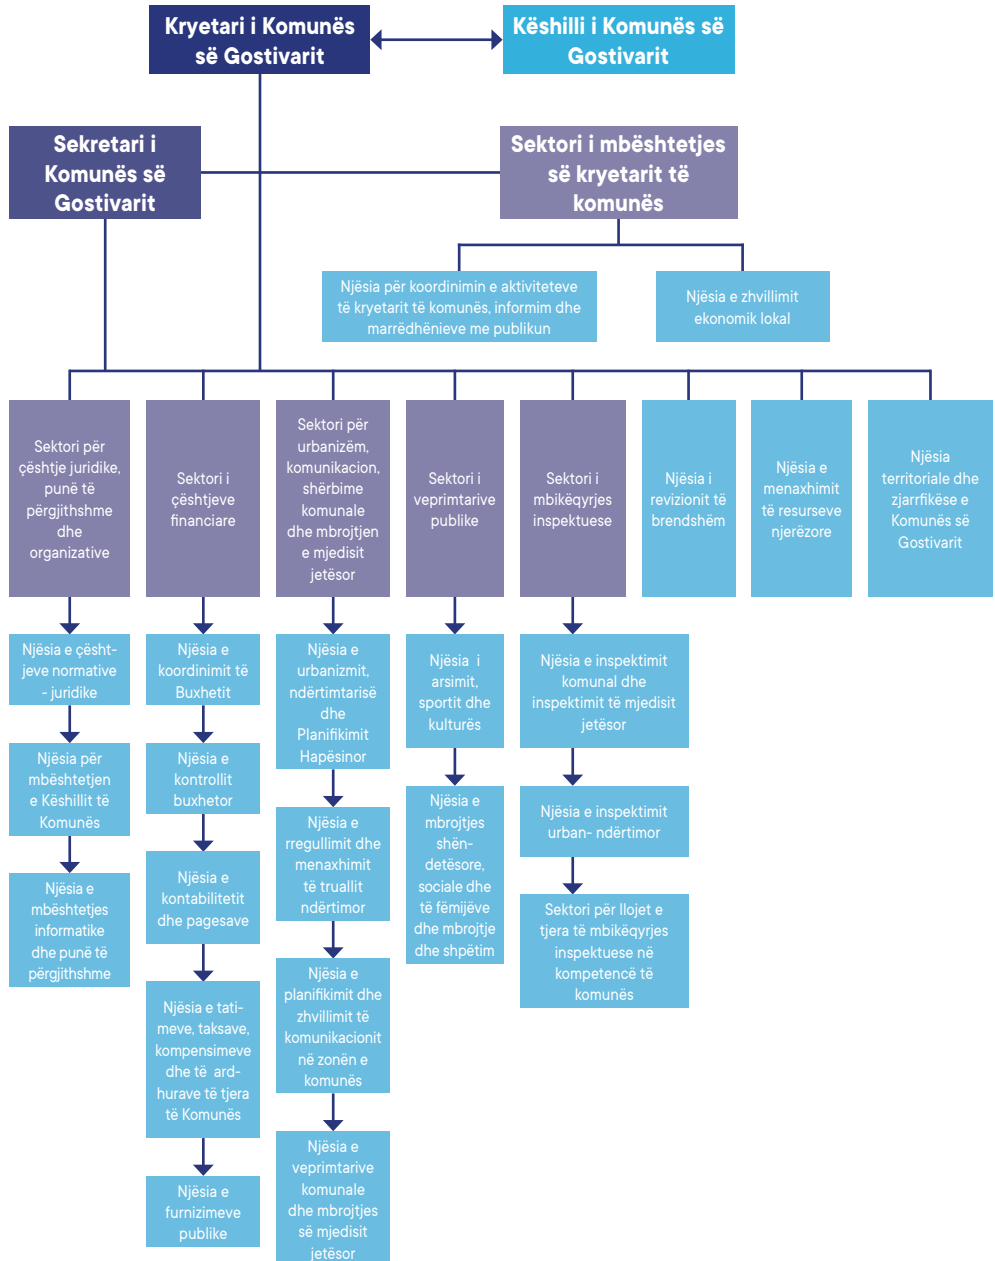 Kryetari i Komunës
së Gostivarit
Këshilli i Komunës së
Gostivarit
Sekretari i
Komunës së
Gostivarit
Sektori i mbështetjes
së kryetarit të
komunës
Njësia për koordinimin e aktiviteteve
të kryetarit të komunës, informim dhe
marrëdhënieve me publikun
Njësia e zhvillimit
ekonomik lokal
Sektori për
çështje juridike,
punë të
përgjithshme
dhe
organizative
Sektori i
çështjeve
financiare
Sektori për
urbanizëm,
komunikacion,
shërbime
komunale
dhe mbrojtjen
e mjedisit
jetësor
Sektori i
veprimtarive
publike
Sektori i
mbikëqyrjes
inspektuese
Njësia i
revizionit të
brendshëm
Njësia e
menaxhimit
të resurseve
njerëzore
Njësia
territoriale dhe
zjarrfikëse e
Komunës së
Gostivarit
Njësia e çësht-
jeve normative
- juridike
Njësia për
mbështetjen
e Këshillit të
Komunës
Njësia e
mbështetjes
informatike
dhe punë të
përgjithshme
Njësia e
koordinimit të
Buxhetit
Njësia e
kontrollit
buxhetor
Njësia e
kontabilitetit
dhe pagesave
Njësia e tati-
meve, taksave,
kompensimeve
dhe të  ard-
hurave të tjera
të Komunës
Njësia e
furnizimeve
publike
Njësia e
urbanizmit,
ndërtimtarisë
dhe
Planifikimit
Hapësinor
Njësia e
rregullimit dhe
menaxhimit
të truallit
ndërtimor
Njësia e
planifikimit dhe
zhvillimit të
komunikacionit
në zonën e
komunës
Njësia e
veprimtarive
komunale
dhe mbrojtjes
së mjedisit
jetësor
Njësia  i
arsimit,
sportit dhe
kulturës
Njësia e
mbrojtjes
shën-
detësore,
sociale dhe
të fëmijëve
dhe mbrojtje
dhe shpëtim
Njësia e inspektimit
komunal dhe
inspektimit të mjedisit
jetësor
Njësia e inspektimit
urban- ndërtimor
Sektori për llojet e
tjera të mbikëqyrjes
inspektuese në
kompetencë të
komunës